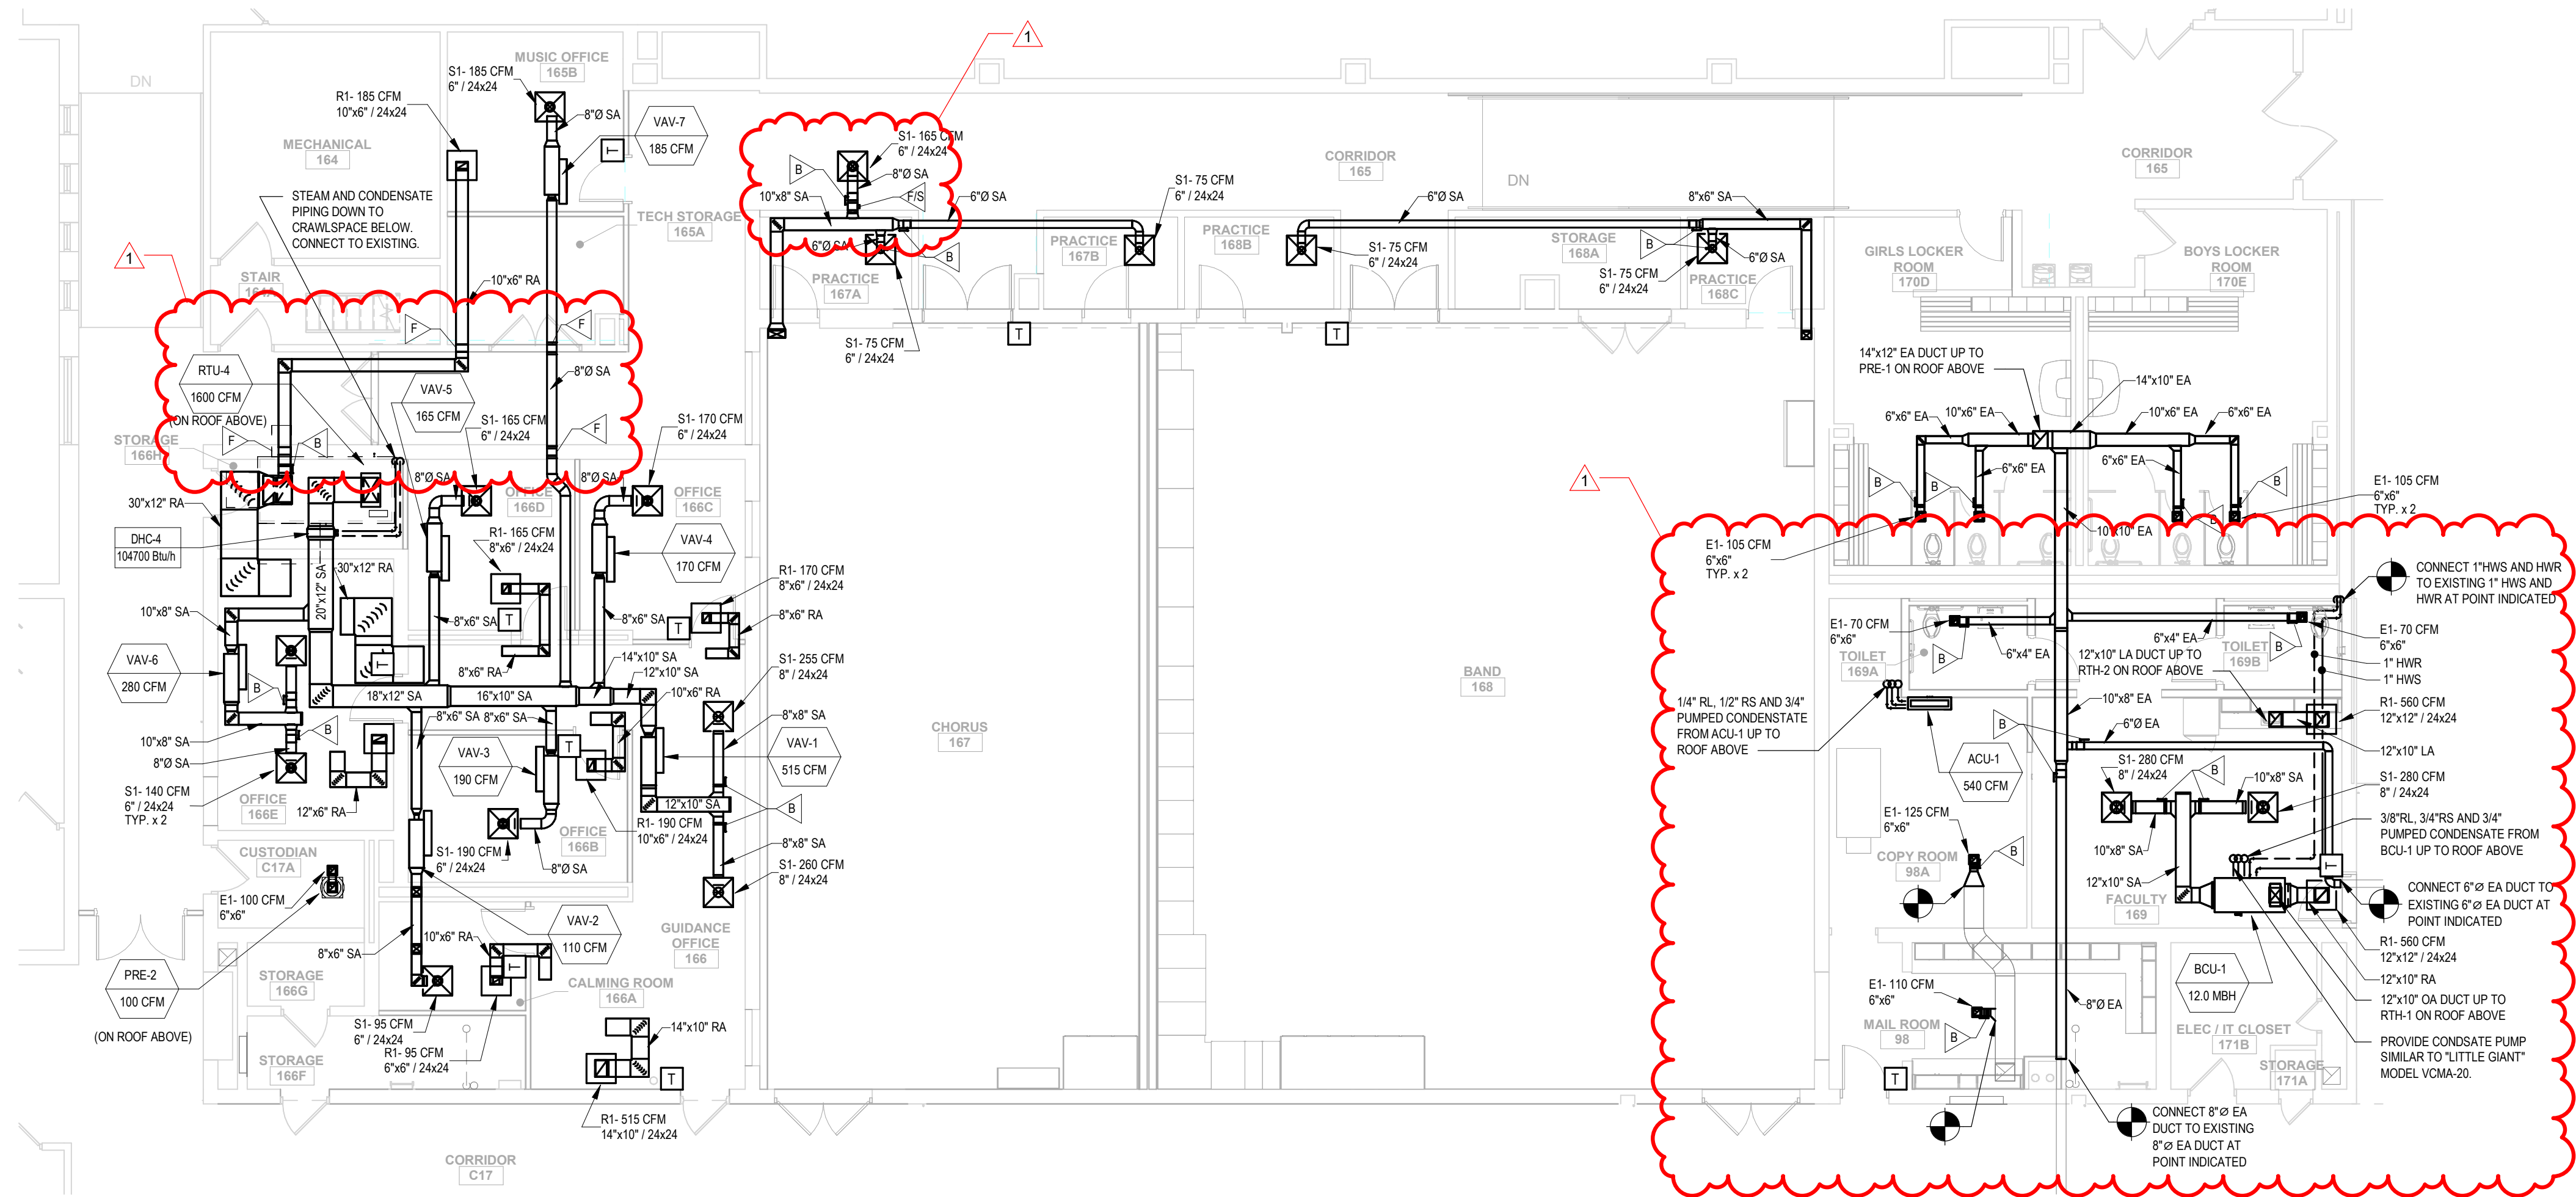 DN
MUSIC OFFICE
165B
S1- 185 CFM
6" / 24x24
R1- 185 CFM
10"x6" / 24x24
8"Ø SA
VAV-7
185 CFM
T
MECHANICAL
164
STEAM AND CONDENSATE
PIPING DOWN TO
CRAWLSPACE BELOW.
CONNECT TO EXISTING.
TECH STORAGE
165A
1
STAIR
164A
10"x6" RA
F
F
RTU-4
1600 CFM
(ON ROOF ABOVE)
VAV-5
165 CFM
8"Ø SA
S1- 165 CFM
6" / 24x24
S1- 170 CFM
6" / 24x24
STORAGE
166H
F
B
F
8"Ø SA
8"Ø SA
OFFICE
166D
OFFICE
166C
30"x12" RA
DHC-4
104700 Btu/h
R1- 165 CFM
8"x6" / 24x24
VAV-4
170 CFM
30"x12" RA
20"x12" SA
R1- 170 CFM
8"x6" / 24x24
10"x8" SA
8"x6" SA
T
8"x6" SA
T
8"x6" RA
VAV-6
280 CFM
T
8"x6" RA
14"x10" SA
12"x10" SA
S1- 255 CFM
8" / 24x24
B
18"x12" SA
16"x10" SA
10"x6" RA
8"x6" SA
8"x6" SA
8"x8" SA
10"x8" SA
B
8"Ø SA
VAV-3
190 CFM
T
VAV-1
515 CFM
S1- 140 CFM
6" / 24x24
TYP. x 2
OFFICE
166E
12"x6" RA
12"x10" SA
B
R1- 190 CFM
10"x6" / 24x24
OFFICE
166B
S1- 190 CFM
6" / 24x24
8"Ø SA
8"x8" SA
S1- 260 CFM
8" / 24x24
CUSTODIAN
C17A
E1- 100 CFM
6"x6"
VAV-2
110 CFM
GUIDANCE
OFFICE
166
8"x6" SA
10"x6" RA
T
PRE-2
100 CFM
(ON ROOF ABOVE)
STORAGE
166G
CALMING ROOM
166A
S1- 95 CFM
6" / 24x24
R1- 95 CFM
6"x6" / 24x24
14"x10" RA
STORAGE
166F
T
R1- 515 CFM
14"x10" / 24x24
CORRIDOR
C17
1
S1- 165 CFM
6" / 24x24
B
8"Ø SA
F/S
10"x8" SA
6"Ø SA
6"Ø SA
B
S1- 75 CFM
6" / 24x24
PRACTICE
167A
PRACTICE
167B
S1- 75 CFM
6" / 24x24
T
CORRIDOR
165
DN
6"Ø SA
8"x6" SA
PRACTICE
168B
S1- 75 CFM
6" / 24x24
STORAGE
168A
B
6"Ø SA
S1- 75 CFM
6" / 24x24
PRACTICE
168C
T
CHORUS
167
BAND
168
CORRIDOR
165
GIRLS LOCKER
ROOM
170D
BOYS LOCKER
ROOM
170E
14"x12" EA DUCT UP TO
PRE-1 ON ROOF ABOVE
14"x10" EA
6"x6" EA
10"x6" EA
10"x6" EA
6"x6" EA
6"x6" EA
6"x6" EA
B
B
B
B
E1- 105 CFM
6"x6"
TYP. x 2
1
10"x10" EA
E1- 105 CFM
6"x6"
TYP. x 2
CONNECT 1"HWS AND HWR
TO EXISTING 1" HWS AND
HWR AT POINT INDICATED
E1- 70 CFM
6"x6"
TOILET
169A
B
6"x4" EA
6"x4" EA
12"x10" LA DUCT UP TO
RTH-2 ON ROOF ABOVE
TOILET
169B
B
E1- 70 CFM
6"x6"
1" HWR
1" HWS
1/4" RL, 1/2" RS AND 3/4"
PUMPED CONDENSTATE
FROM ACU-1 UP TO
ROOF ABOVE
10"x8" EA
B
6"Ø EA
R1- 560 CFM
12"x12" / 24x24
12"x10" LA
ACU-1
540 CFM
S1- 280 CFM
8" / 24x24
B
10"x8" SA
S1- 280 CFM
8" / 24x24
E1- 125 CFM
6"x6"
B
COPY ROOM
98A
10"x8" SA
3/8"RL, 3/4"RS AND 3/4"
PUMPED CONDENSATE FROM
BCU-1 UP TO ROOF ABOVE
T
12"x10" SA
FACULTY
169
CONNECT 6"Ø EA DUCT TO
EXISTING 6"Ø EA DUCT AT
POINT INDICATED
R1- 560 CFM
12"x12" / 24x24
12"x10" RA
BCU-1
12.0 MBH
12"x10" OA DUCT UP TO
RTH-1 ON ROOF ABOVE
E1- 110 CFM
6"x6"
MAIL ROOM
98
B
8"Ø EA
ELEC / IT CLOSET
171B
PROVIDE CONDSATE PUMP
SIMILAR TO "LITTLE GIANT"
MODEL VCMA-20.
STORAGE
171A
T
CONNECT 8"Ø EA
DUCT TO EXISTING
8"Ø EA DUCT AT
POINT INDICATED